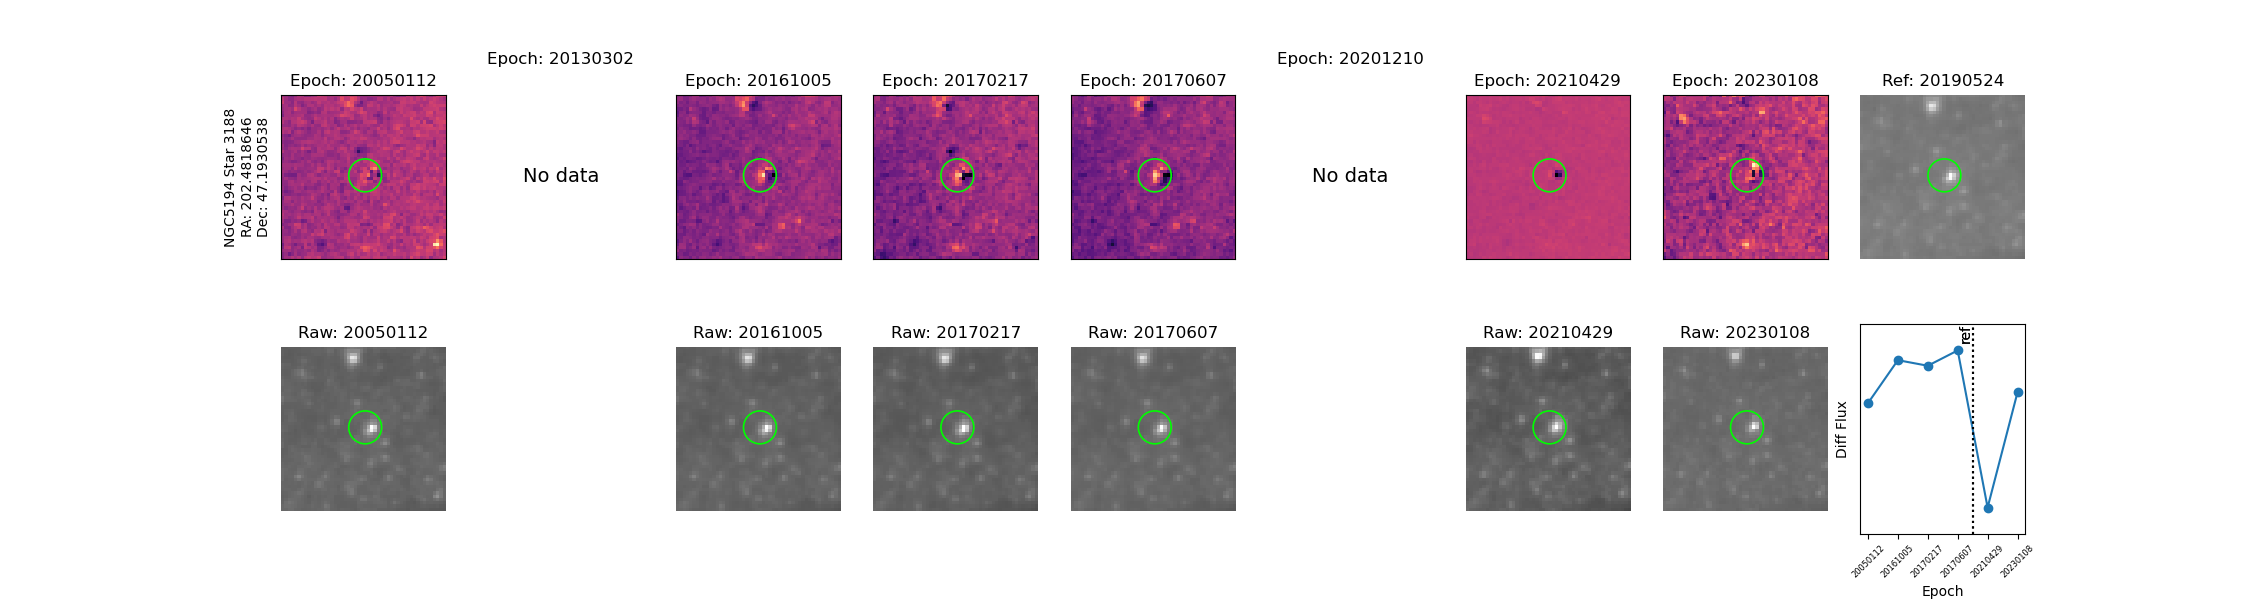 Epoch: 20130302
Epoch: 20201210
Epoch: 20050112
Epoch: 20161005
Epoch: 20170217
Epoch: 20170607
Epoch: 20210429
Epoch: 20230108
Ref: 20190524
NGC5194 Star 3188
RA: 202.4818646
Dec: 47.1930538
No data
No data
Raw: 20050112
Raw: 20161005
Raw: 20170217
Raw: 20170607
Raw: 20210429
Raw: 20230108
ref
Diff Flux
20050112
20161005
20170217
20170607
20210429
20230108
Epoch